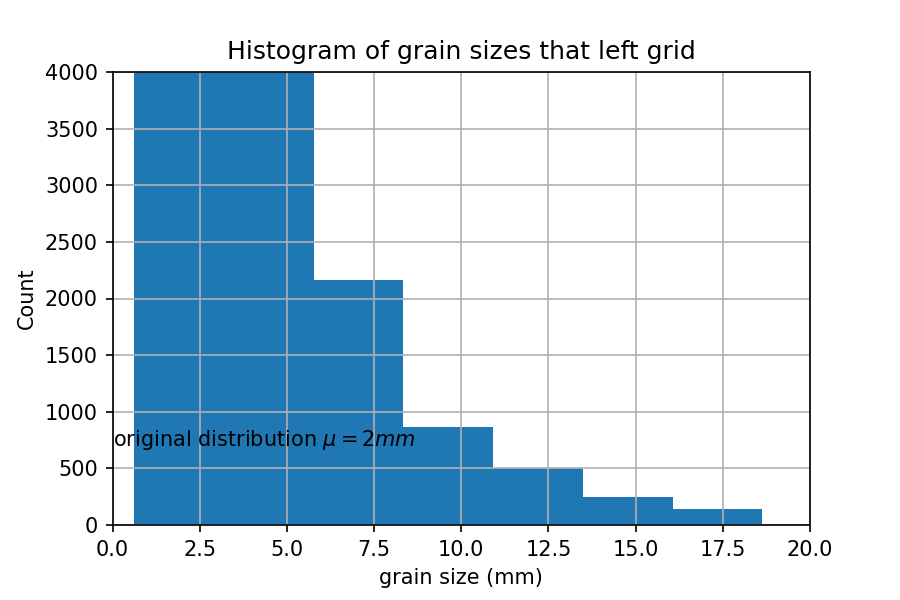 Histogram of grain sizes that left grid
4000
3500
3000
2500
2000
1500
1000
500
0
Count
original distribution μ = 2mm
0.0 2.5 5.0 7.5 10.0 12.5 15.0 17.5 20.0
grain size (mm)